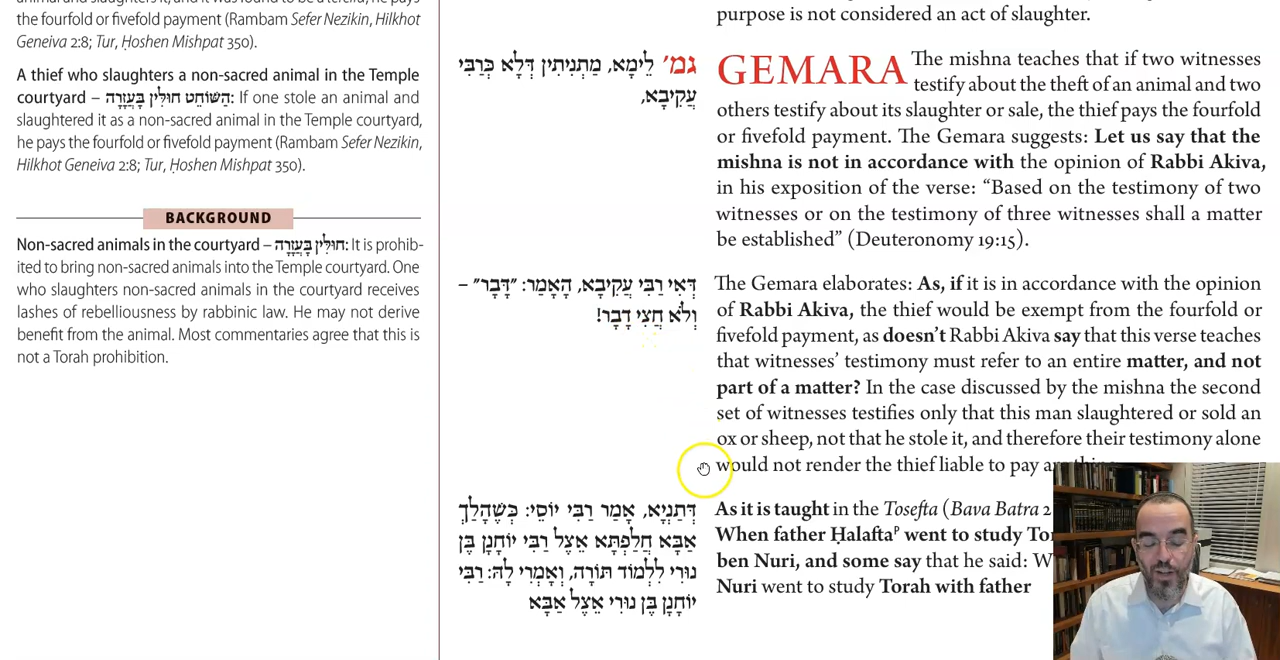 the fourfold or fivefold payment (Rambam Sefer Nezikin, Hilkhot
Geneiva 2:8; Tur, Ḥoshen Mishpat 350).
A thief who slaughters a non-sacred animal in the Temple
courtyard – הַשּׁוֹחֵט חוּלִּין בָּעֲזָרָה: If one stole an animal and
slaughtered it as a non-sacred animal in the Temple courtyard,
he pays the fourfold or fivefold payment (Rambam Sefer Nezikin,
Hilkhot Geneiva 2:8; Tur, Ḥoshen Mishpat 350).
BACKGROUND
Non-sacred animals in the courtyard – חוּלִּין בָּעֲזָרָה: It is prohib-
ited to bring non-sacred animals into the Temple courtyard. One
who slaughters non-sacred animals in the courtyard receives
lashes of rebelliousness by rabbinic law. He may not derive
benefit from the animal. Most commentaries agree that this is
not a Torah prohibition.
purpose is not considered an act of slaughter.
גמ׳ לֵימָא, מַתְנִיתִין דְּלָא כְּרַבִּי
עֲקִיבָא,
GEMARA The mishna teaches that if two witnesses
testify about the theft of an animal and two
others testify about its slaughter or sale, the thief pays the fourfold
or fivefold payment. The Gemara suggests: Let us say that the
mishna is not in accordance with the opinion of Rabbi Akiva,
in his exposition of the verse: “Based on the testimony of two
witnesses or on the testimony of three witnesses shall a matter
be established” (Deuteronomy 19:15).
דְּאִי רַבִּי עֲקִיבָא, הָאָמַר: ״דָּבָר״ –
וְלֹא חֲצִי דָבָר!
The Gemara elaborates: As, if it is in accordance with the opinion
of Rabbi Akiva, the thief would be exempt from the fourfold or
fivefold payment, as doesn’t Rabbi Akiva say that this verse teaches
that witnesses’ testimony must refer to an entire matter, and not
part of a matter? In the case discussed by the mishna the second
set of witnesses testifies only that this man slaughtered or sold an
ox or sheep, not that he stole it, and therefore their testimony alone
would not render the thief liable to pay
דְּתַנְיָא, אָמַר רַבִּי יוֹסֵי: כְּשֶׁהָלַךְ
אַבָּא חֲלַפְתָּא אֵצֶל רַבִּי יוֹחָנָן בֶּן
נוּרִי לִלְמוֹד תּוֹרָה, וְאָמְרִי לָהּ: רַבִּי
יוֹחָנָן בֶּן נוּרִי אֵצֶל אַבָּא
As it is taught in the Tosefta (Bava Batra 2
When father Ḥalaftaᴾ went to study
ben Nuri, and some say that he said:
Nuri went to study Torah with father